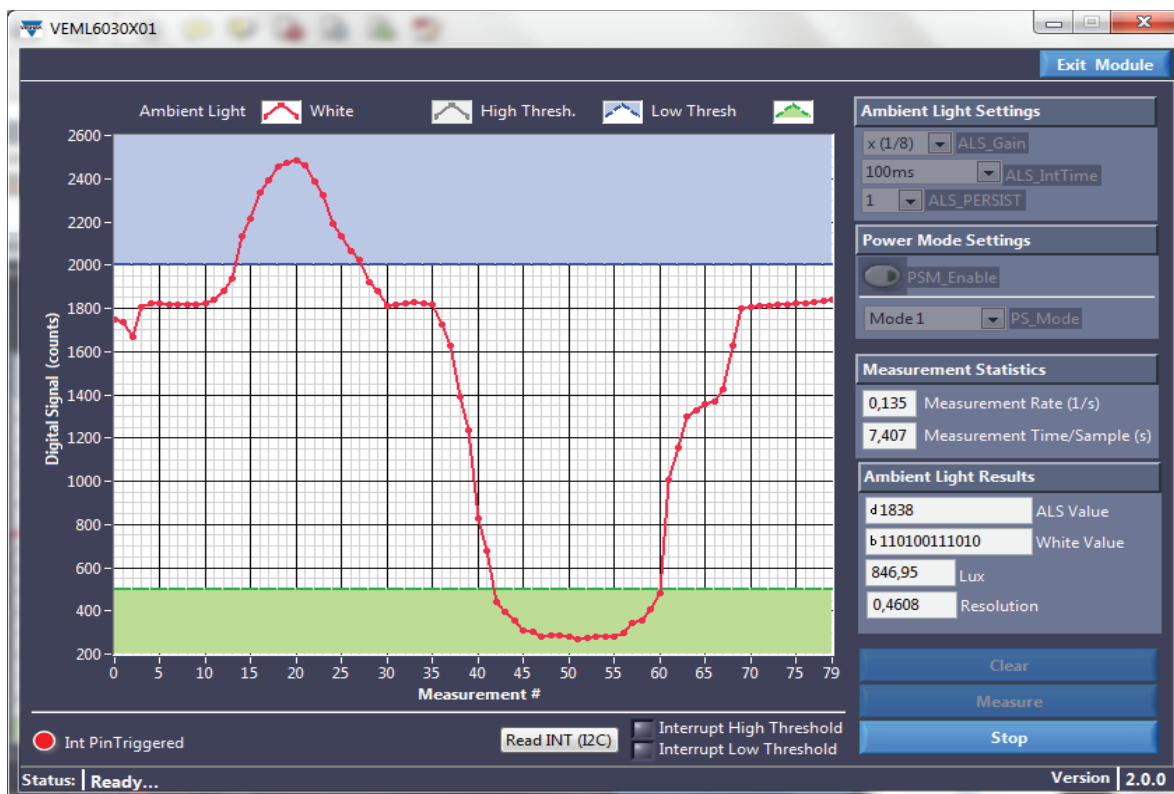 VEML6030X01
Exit Module
Ambient Light White High Thresh. Low Thresh
2600
2400
2200
2000
1800
1600
1400
1200
1000
800
600
400
200
Digital Signal (counts)
0 5 10 15 20 25 30 35 40 45 50 55 60 65 70 75 79
Measurement #
Ambient Light Settings
x (1/8) ALS_Gain
100ms ALS_IntTime
1 ALS_PERSIST
Power Mode Settings
PSM_Enable
Mode 1 PS_Mode
Measurement Statistics
0,135 Measurement Rate (1/s)
7,407 Measurement Time/Sample (s)
Ambient Light Results
d 1838 ALS Value
b 110100111010 White Value
846,95 Lux
0,4608 Resolution
Clear
Measure
Stop
Int PinTriggered
Read INT (I2C)
Interrupt High Threshold
Interrupt Low Threshold
Status: Ready...
Version 2.0.0